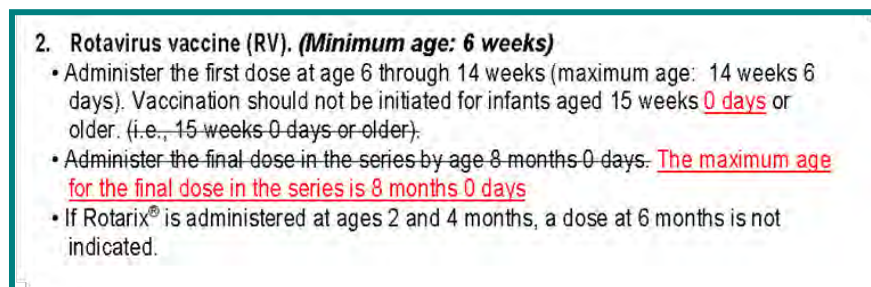 2. Rotavirus vaccine (RV). (Minimum age: 6 weeks)
• Administer the first dose at age 6 through 14 weeks (maximum age: 14 weeks 6
days). Vaccination should not be initiated for infants aged 15 weeks 0 days or
older. (i.e., 15 weeks 0 days or older).
• Administer the final dose in the series by age 8 months 0 days. The maximum age
for the final dose in the series is 8 months 0 days
• If Rotarix® is administered at ages 2 and 4 months, a dose at 6 months is not
indicated.